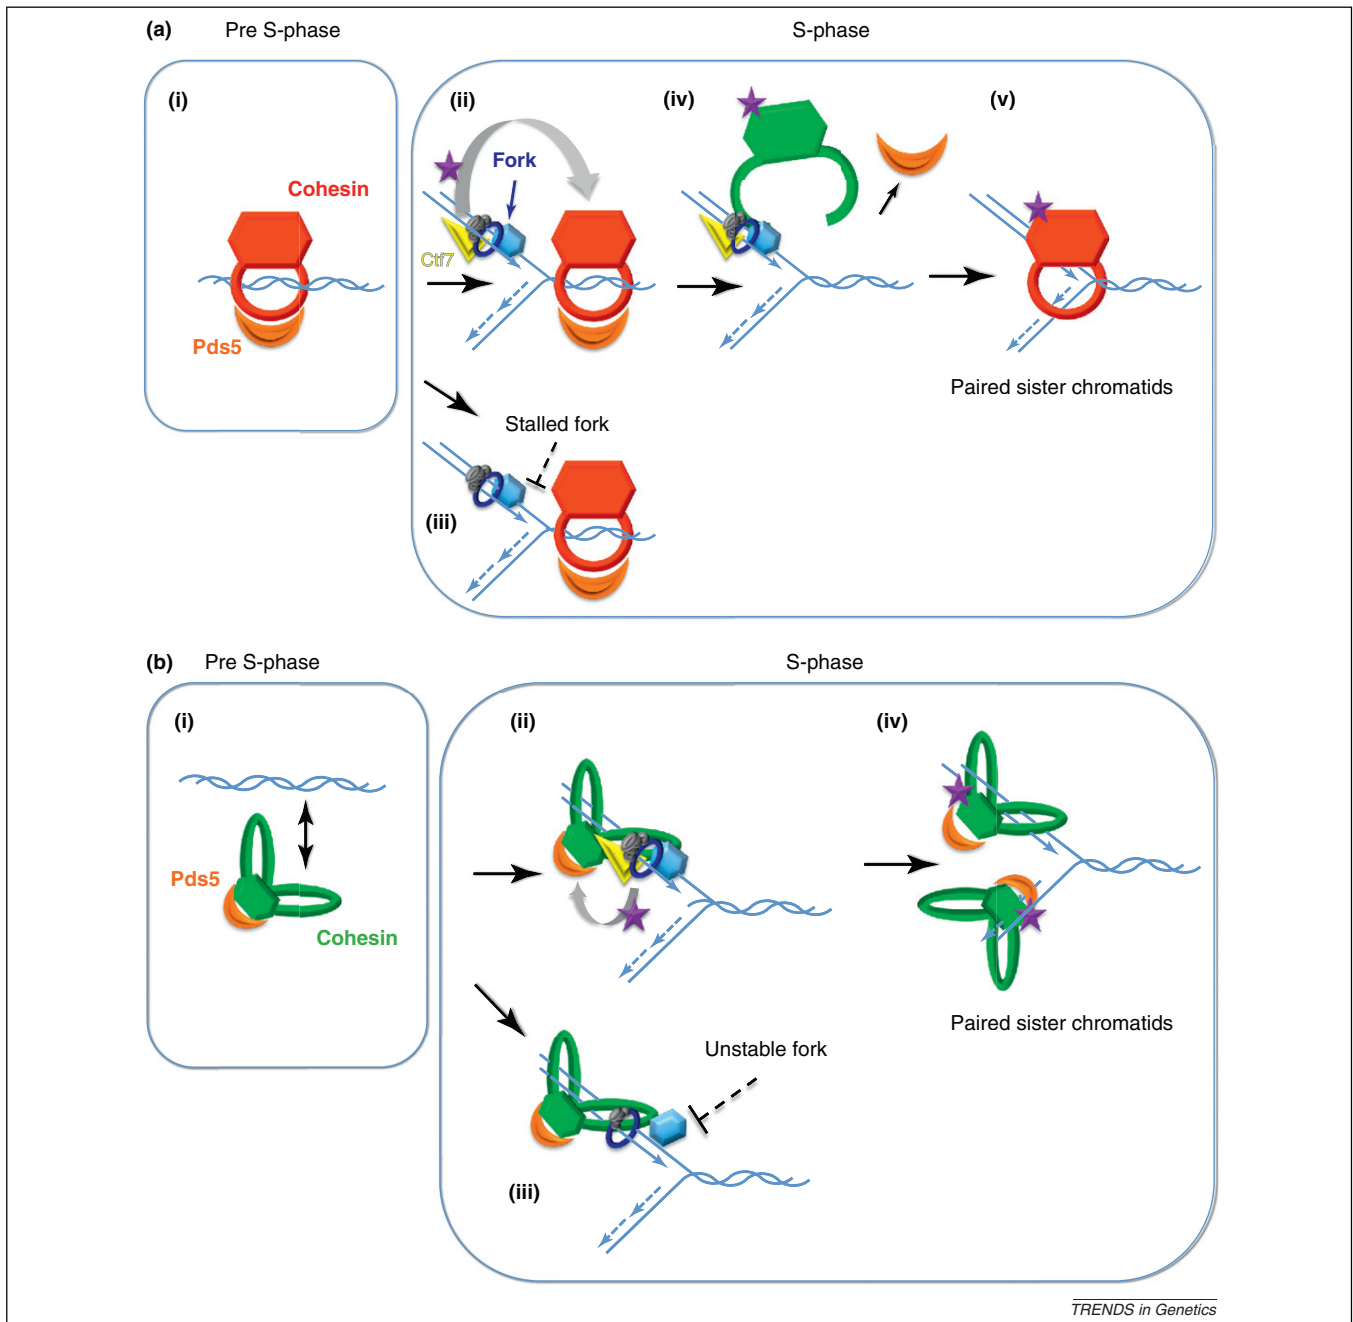 (a) Pre S-phase S-phase
(i) (ii) (iv) (v)
Fork
Cohesin
Ctf7
Pds5
Paired sister chromatids
Stalled fork
(iii)
(b) Pre S-phase S-phase
(i) (ii) (iv)
Pds5
Cohesin
Paired sister chromatids
Unstable fork
(iii)
TRENDS in Genetics